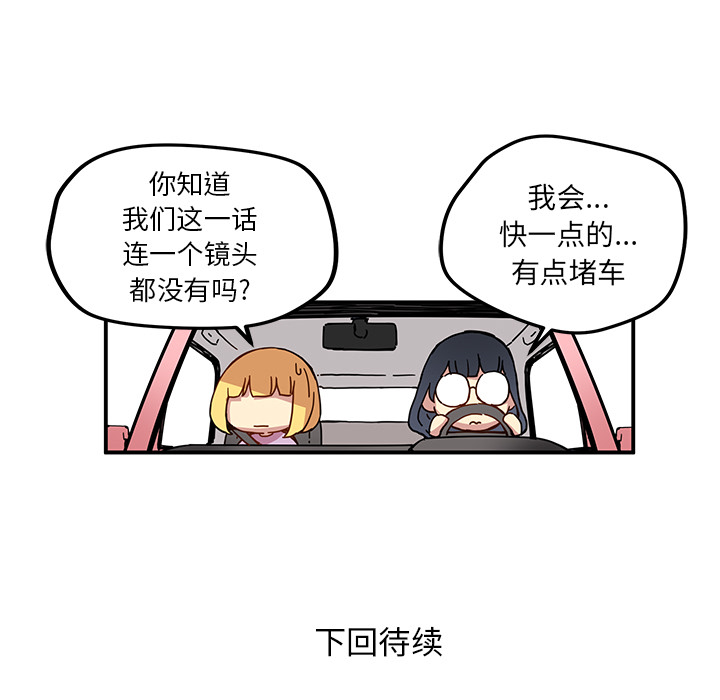 你知道
我们这一话
连一个镜头
都没有吗?
我会...
快一点的...
有点堵车
下回待续